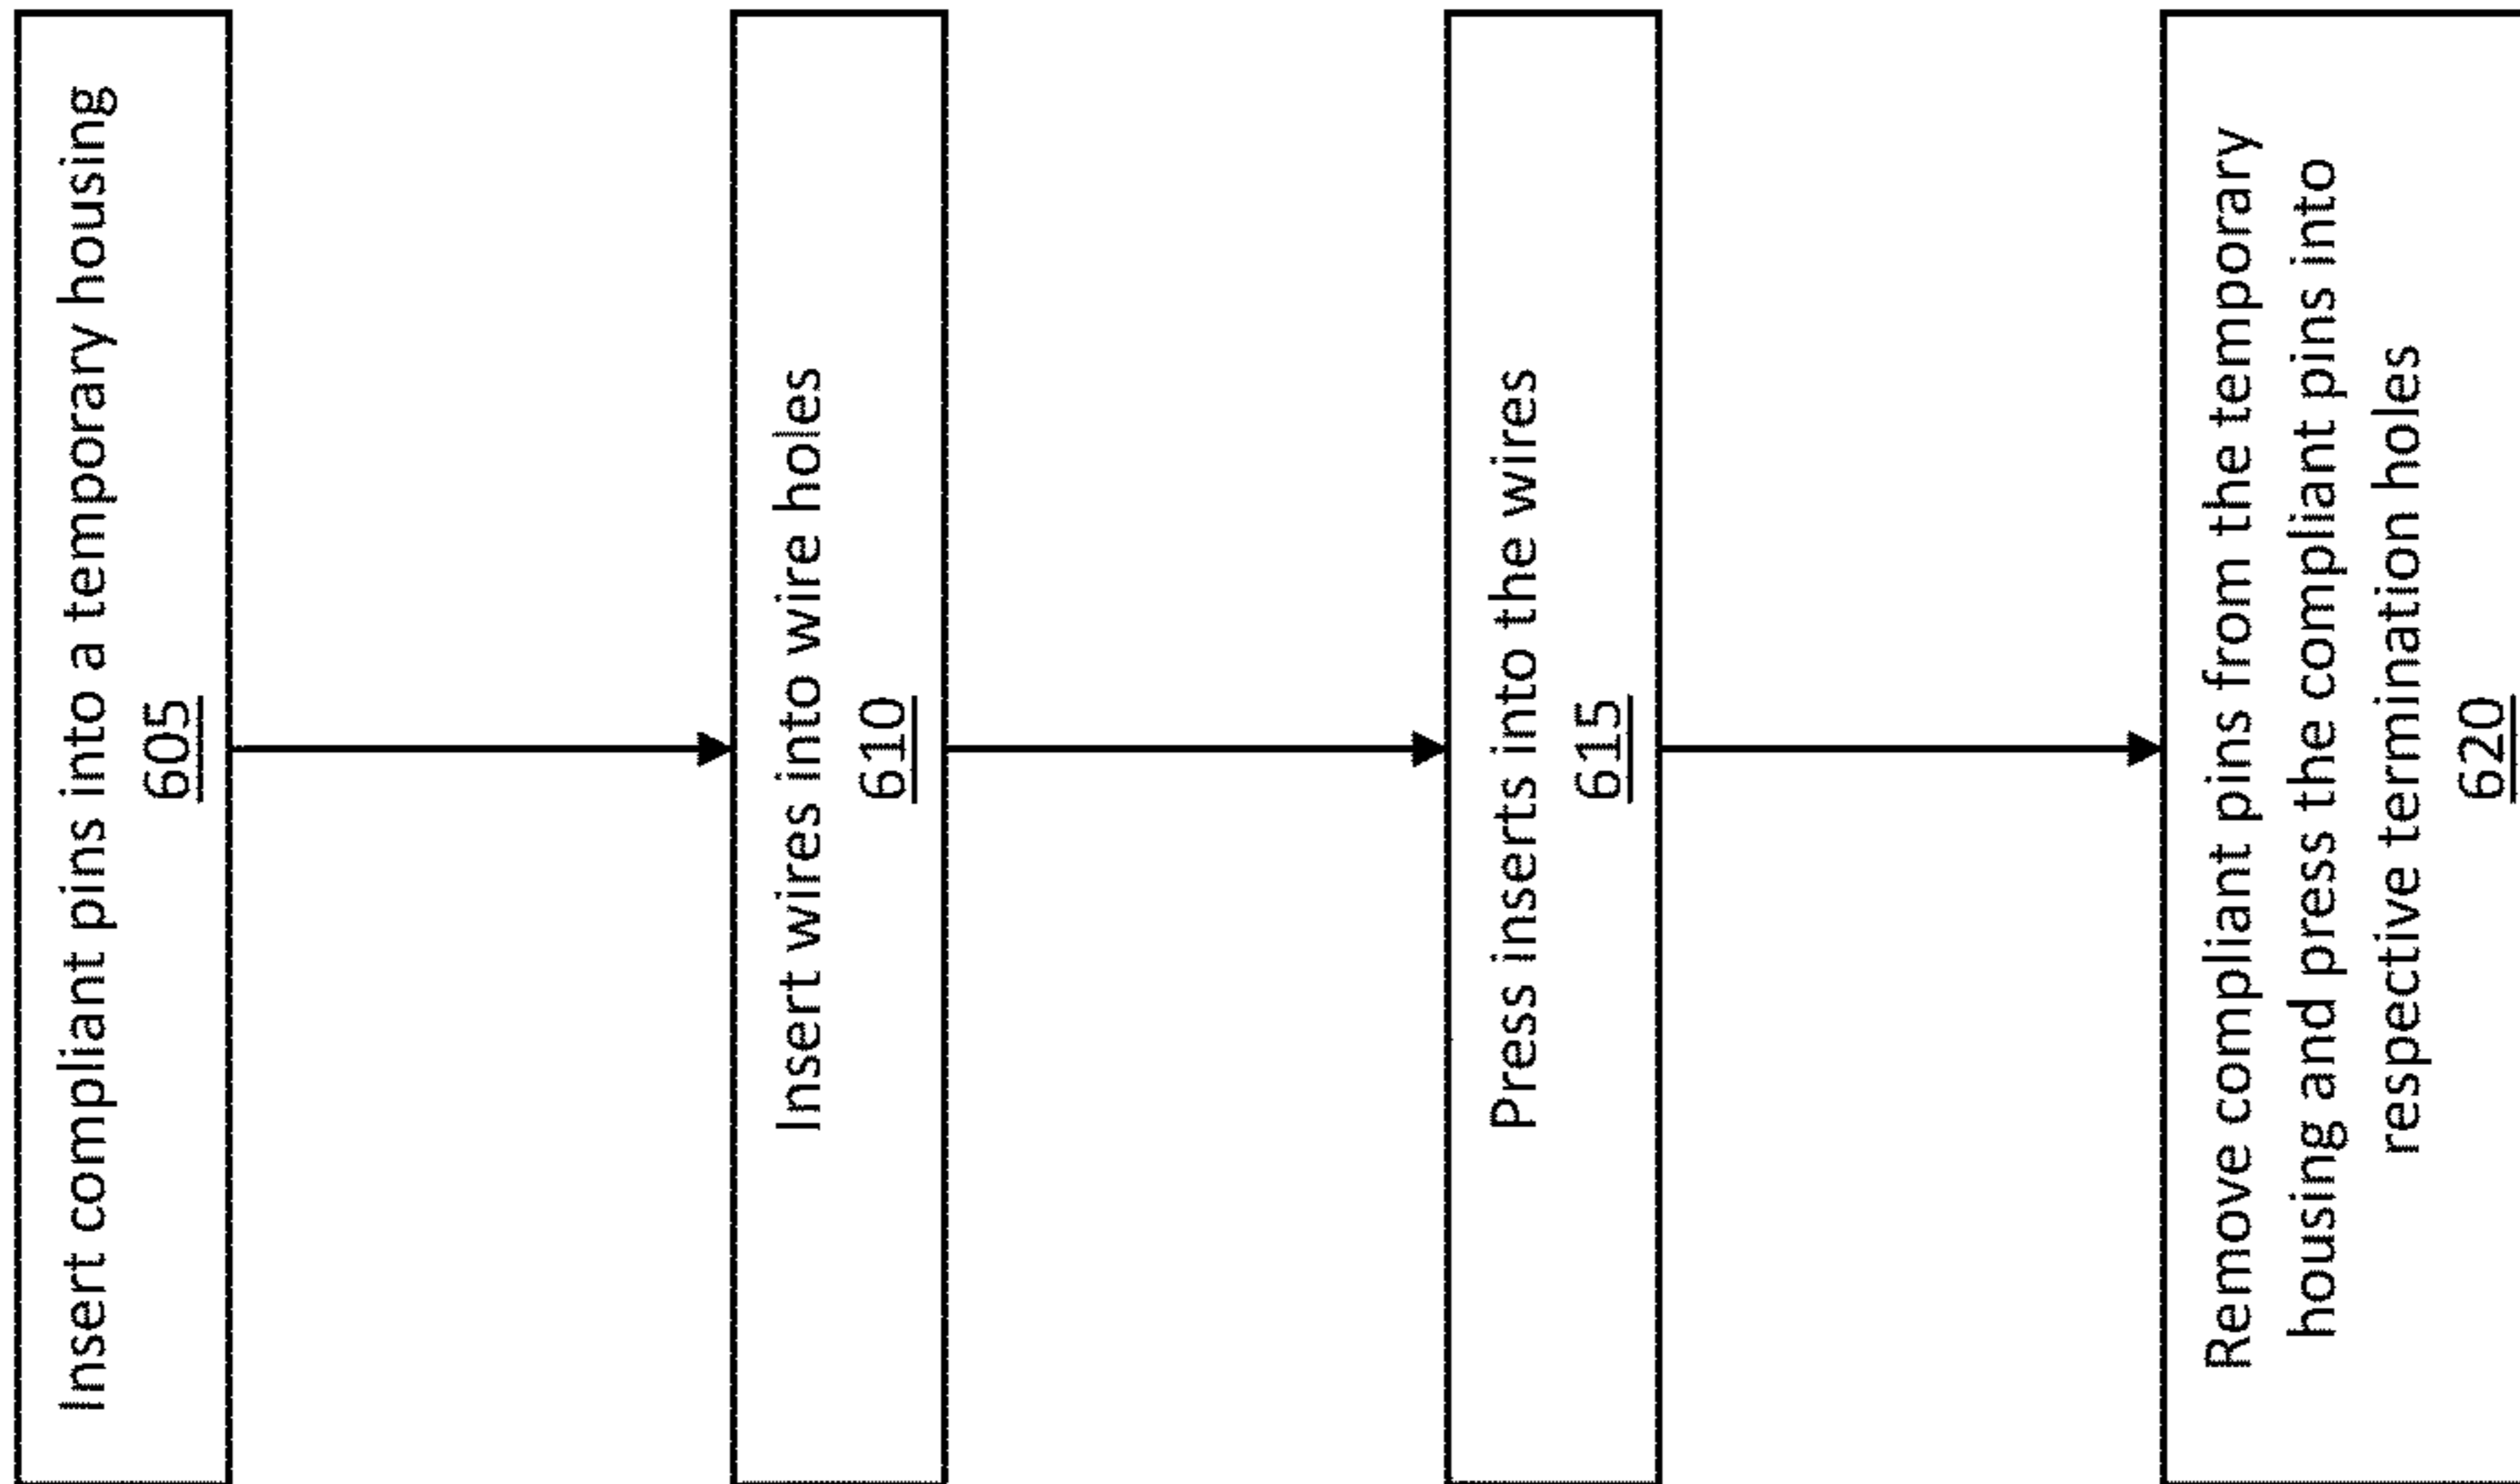 Insert compliant pins into a temporary housing
605
Insert wires into wire holes
610
Press inserts into the wires
615
Remove compliant pins from the temporary
housing and press the compliant pins into
respective termination holes
620